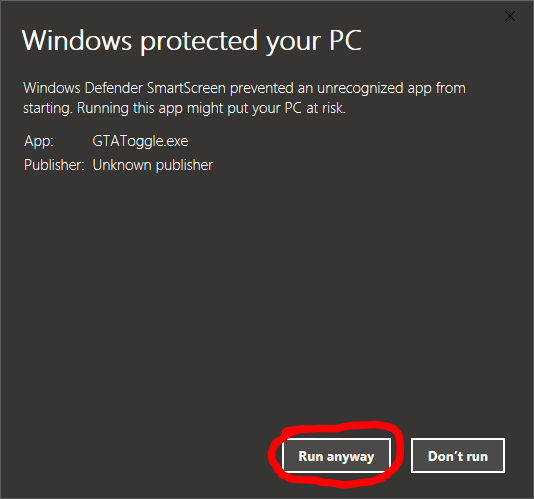 Windows protected your PC
Windows Defender SmartScreen prevented an unrecognized app from
starting. Running this app might put your PC at risk.
App: GTAToggle.exe
Publisher: Unknown publisher
Run anyway Don't run